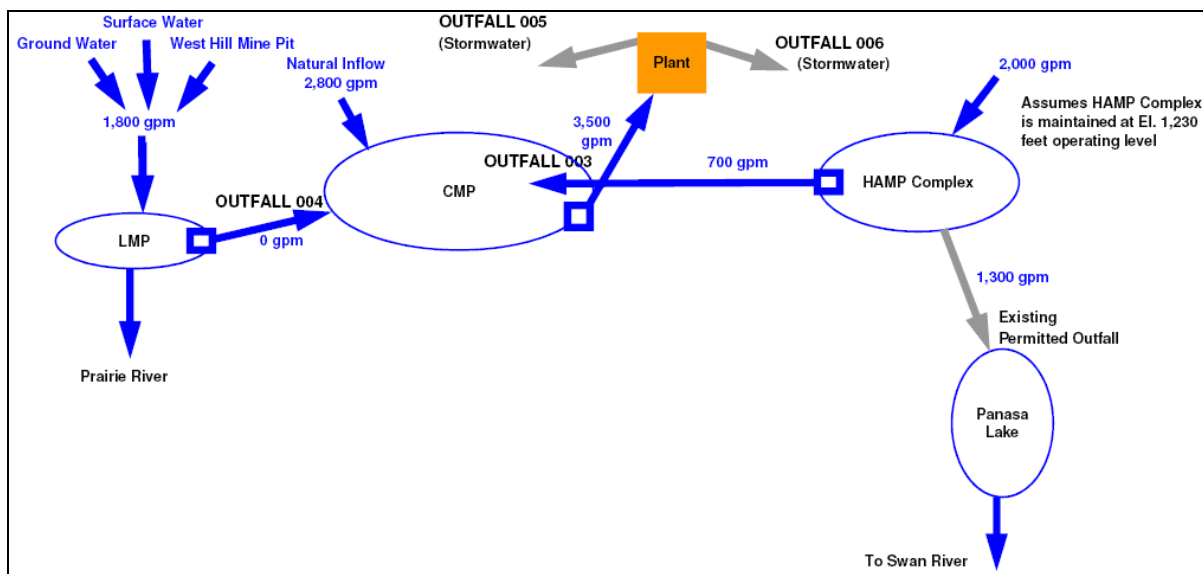 Surface Water
Ground Water
West Hill Mine Pit
1,800 gpm
Natural Inflow
2,800 gpm
OUTFALL 005
(Stormwater)
Plant
OUTFALL 006
(Stormwater)
2,000 gpm
Assumes HAMP Complex
is maintained at El. 1,230
feet operating level
3,500
gpm
OUTFALL 003
700 gpm
CMP
HAMP Complex
OUTFALL 004
0 gpm
LMP
1,300 gpm
Existing
Permitted Outfall
Prairie River
Panasa
Lake
To Swan River